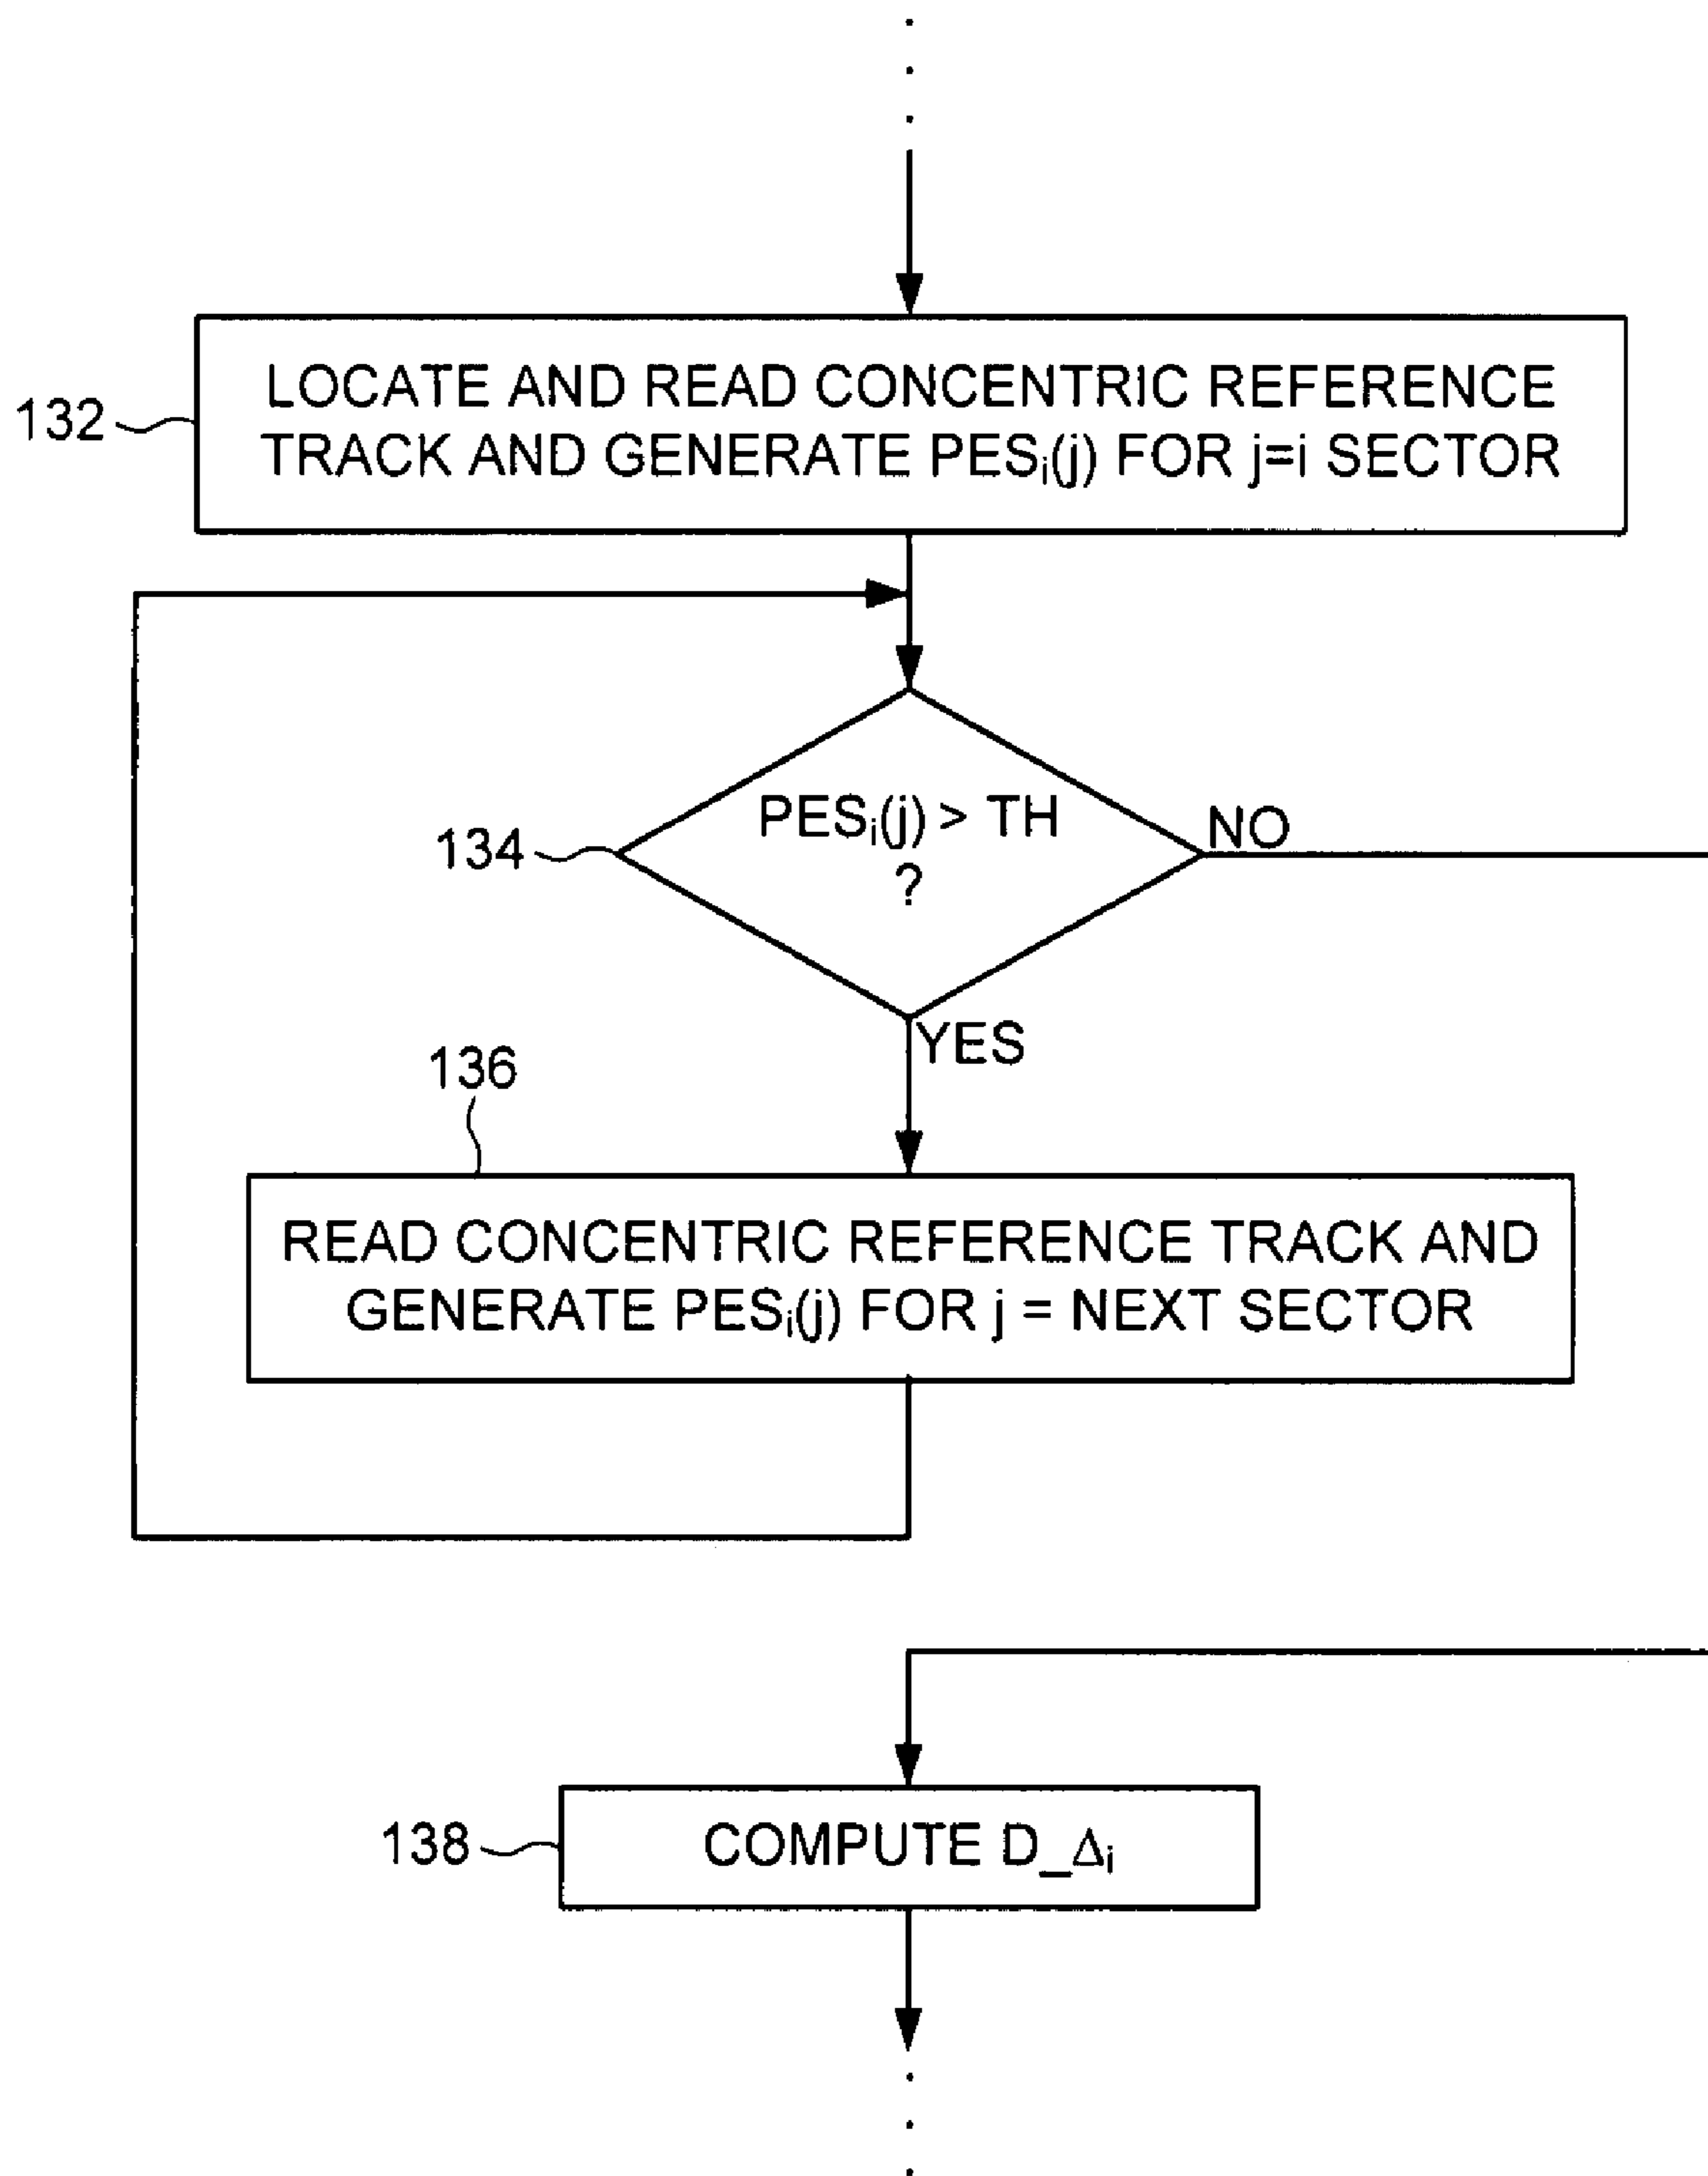 132
LOCATE AND READ CONCENTRIC REFERENCE
TRACK AND GENERATE PESᵢ(j) FOR j=i SECTOR
134
PESᵢ(j) > TH
?
NO
YES
136
READ CONCENTRIC REFERENCE TRACK AND
GENERATE PESᵢ(j) FOR j = NEXT SECTOR
138
COMPUTE D_Δᵢ